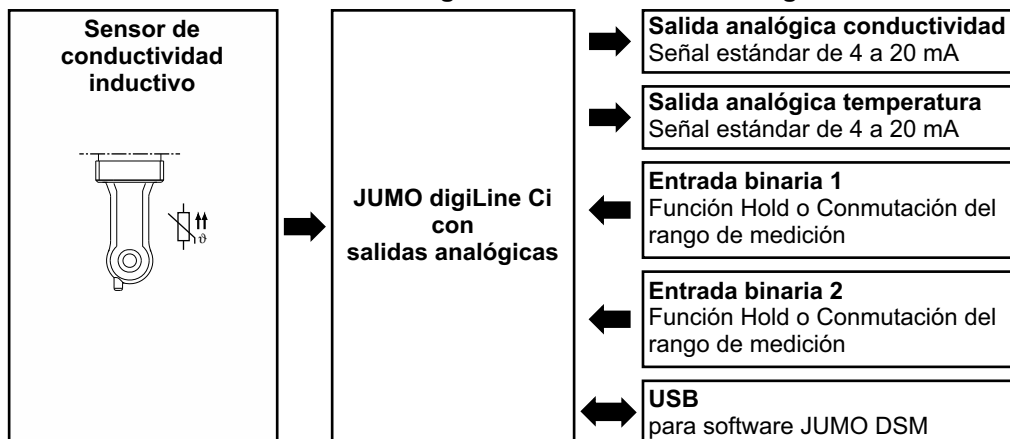 Sensor de
conductividad
inductivo
ϑ
JUMO digiLine Ci
con
salidas analógicas
Salida analógica conductividad
Señal estándar de 4 a 20 mA
Salida analógica temperatura
Señal estándar de 4 a 20 mA
Entrada binaria 1
Función Hold o Conmutación del
rango de medición
Entrada binaria 2
Función Hold o Conmutación del
rango de medición
USB
para software JUMO DSM